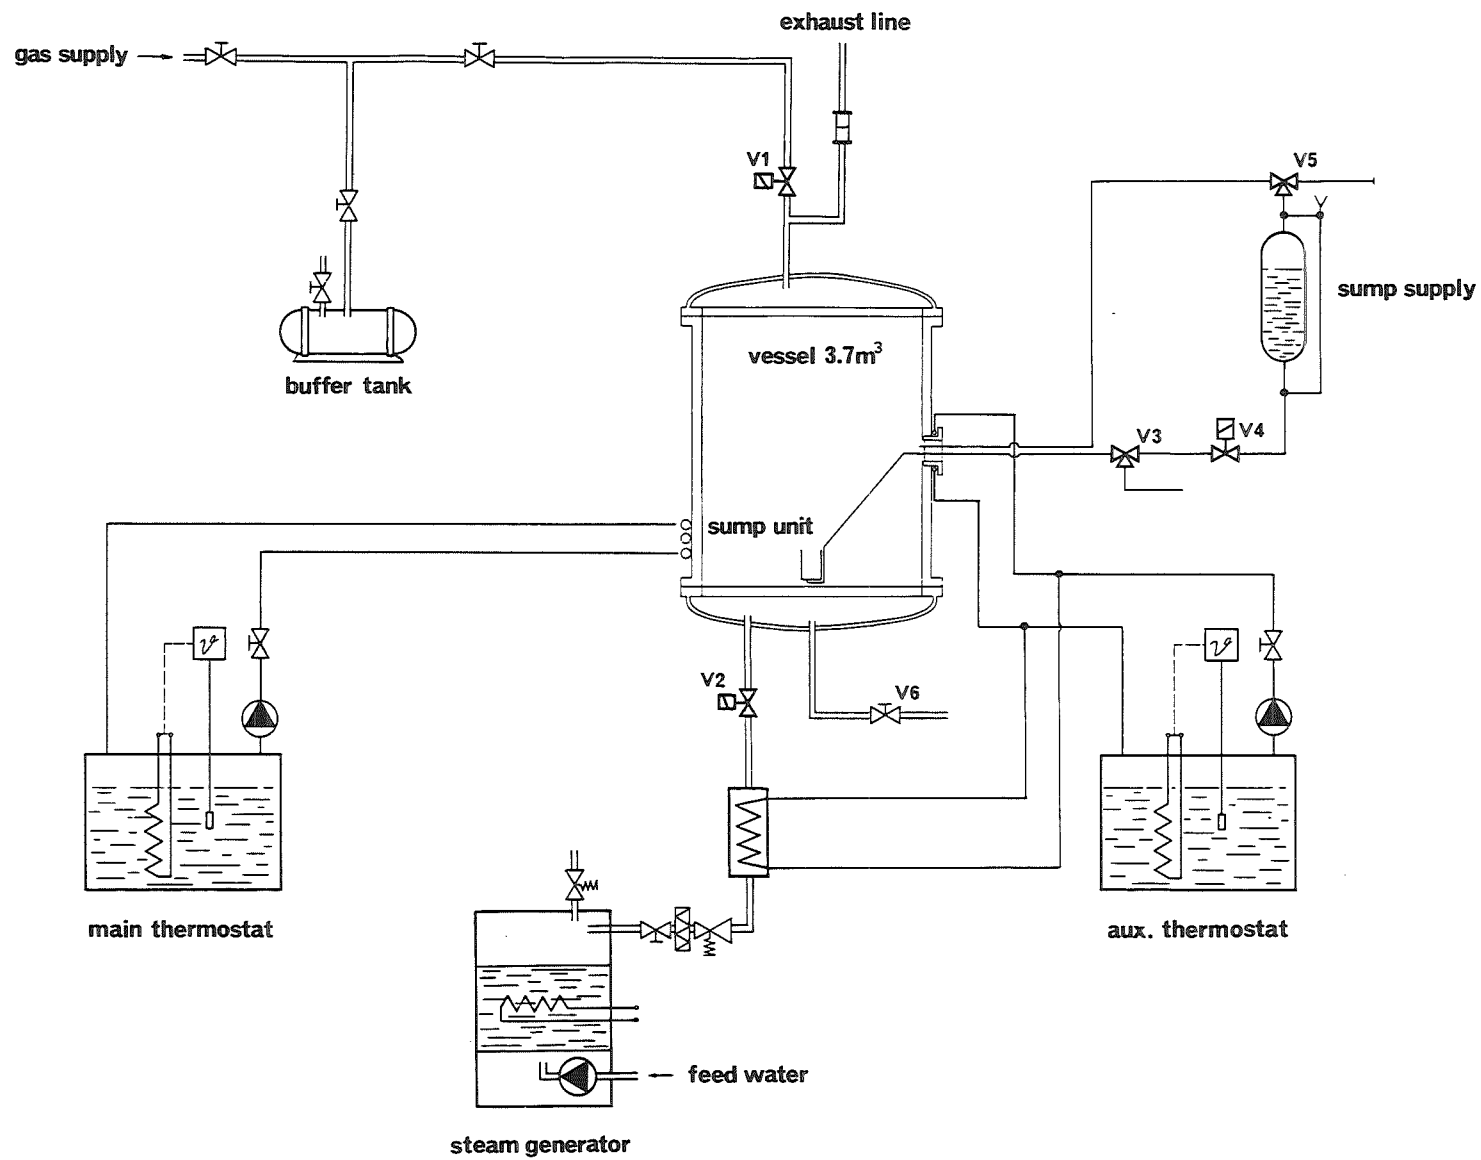 exhaust line
gas supply
V1
V5
sump supply
vessel 3.7m³
buffer tank
V3
V4
sump unit
ϑ
ϑ
V2
V6
main thermostat
aux. thermostat
feed water
steam generator